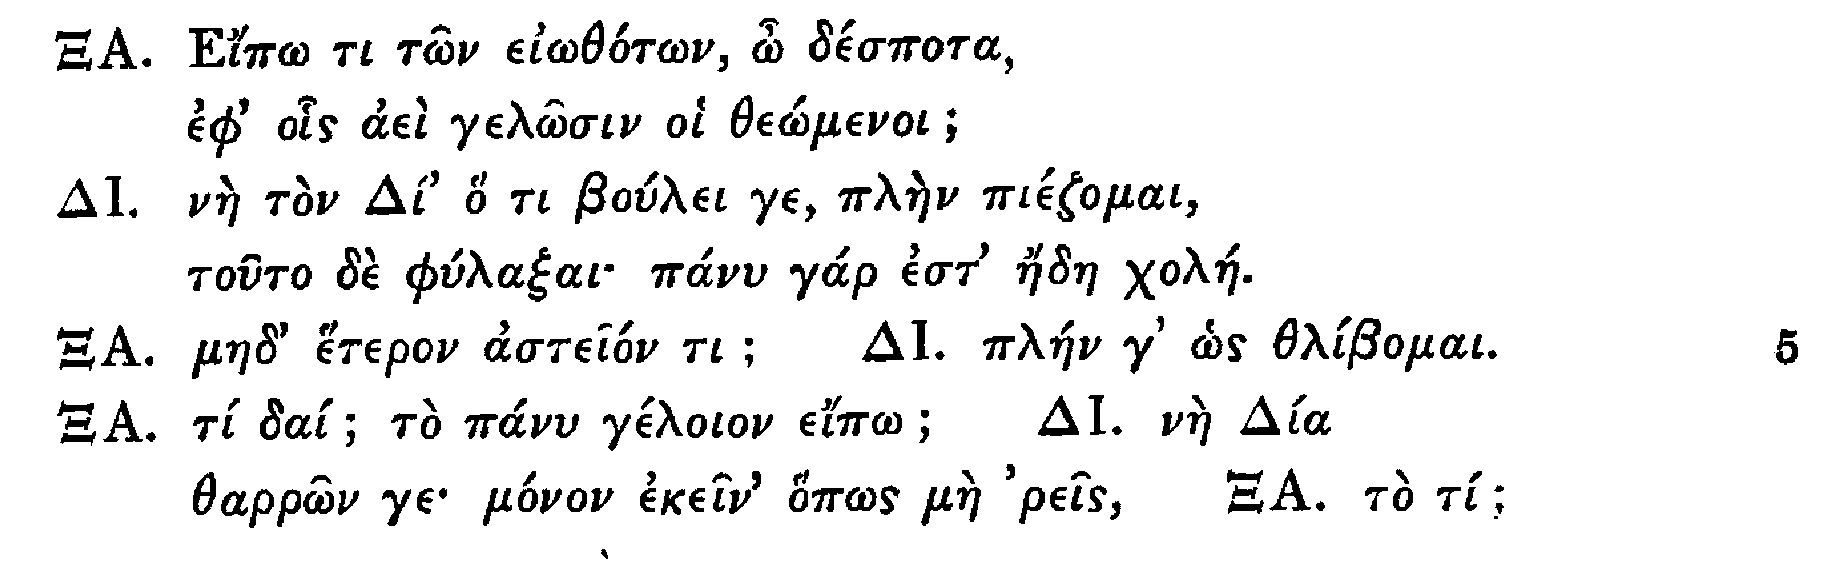 ΞΑ. Εἴπω τι τῶν εἰωθότων, ὦ δέσποτα,
ἐφ' οἷς ἀεὶ γελῶσιν οἱ θεώμενοι;
ΔΙ. νὴ τὸν Δί' ὅ τι βούλει γε, πλὴν πιέζομαι,
τοῦτο δὲ φύλαξαι· πάνυ γάρ ἐστ' ἤδη χολή.
ΞΑ. μηδ' ἕτερον ἀστεῖόν τι; ΔΙ. πλήν γ' ὡς θλίβομαι. 5
ΞΑ. τί δαί; τὸ πάνυ γέλοιον εἴπω; ΔΙ. νὴ Δία
θαρρῶν γε· μόνον ἐκεῖν' ὅπως μὴ 'ρεῖς, ΞΑ. τὸ τί;